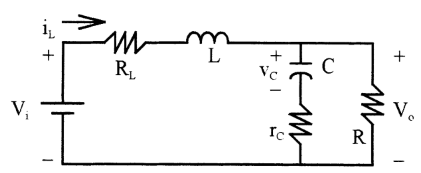 i_L
+ + +
R_L L v_C C
V_i − V_o
r_C R
− −